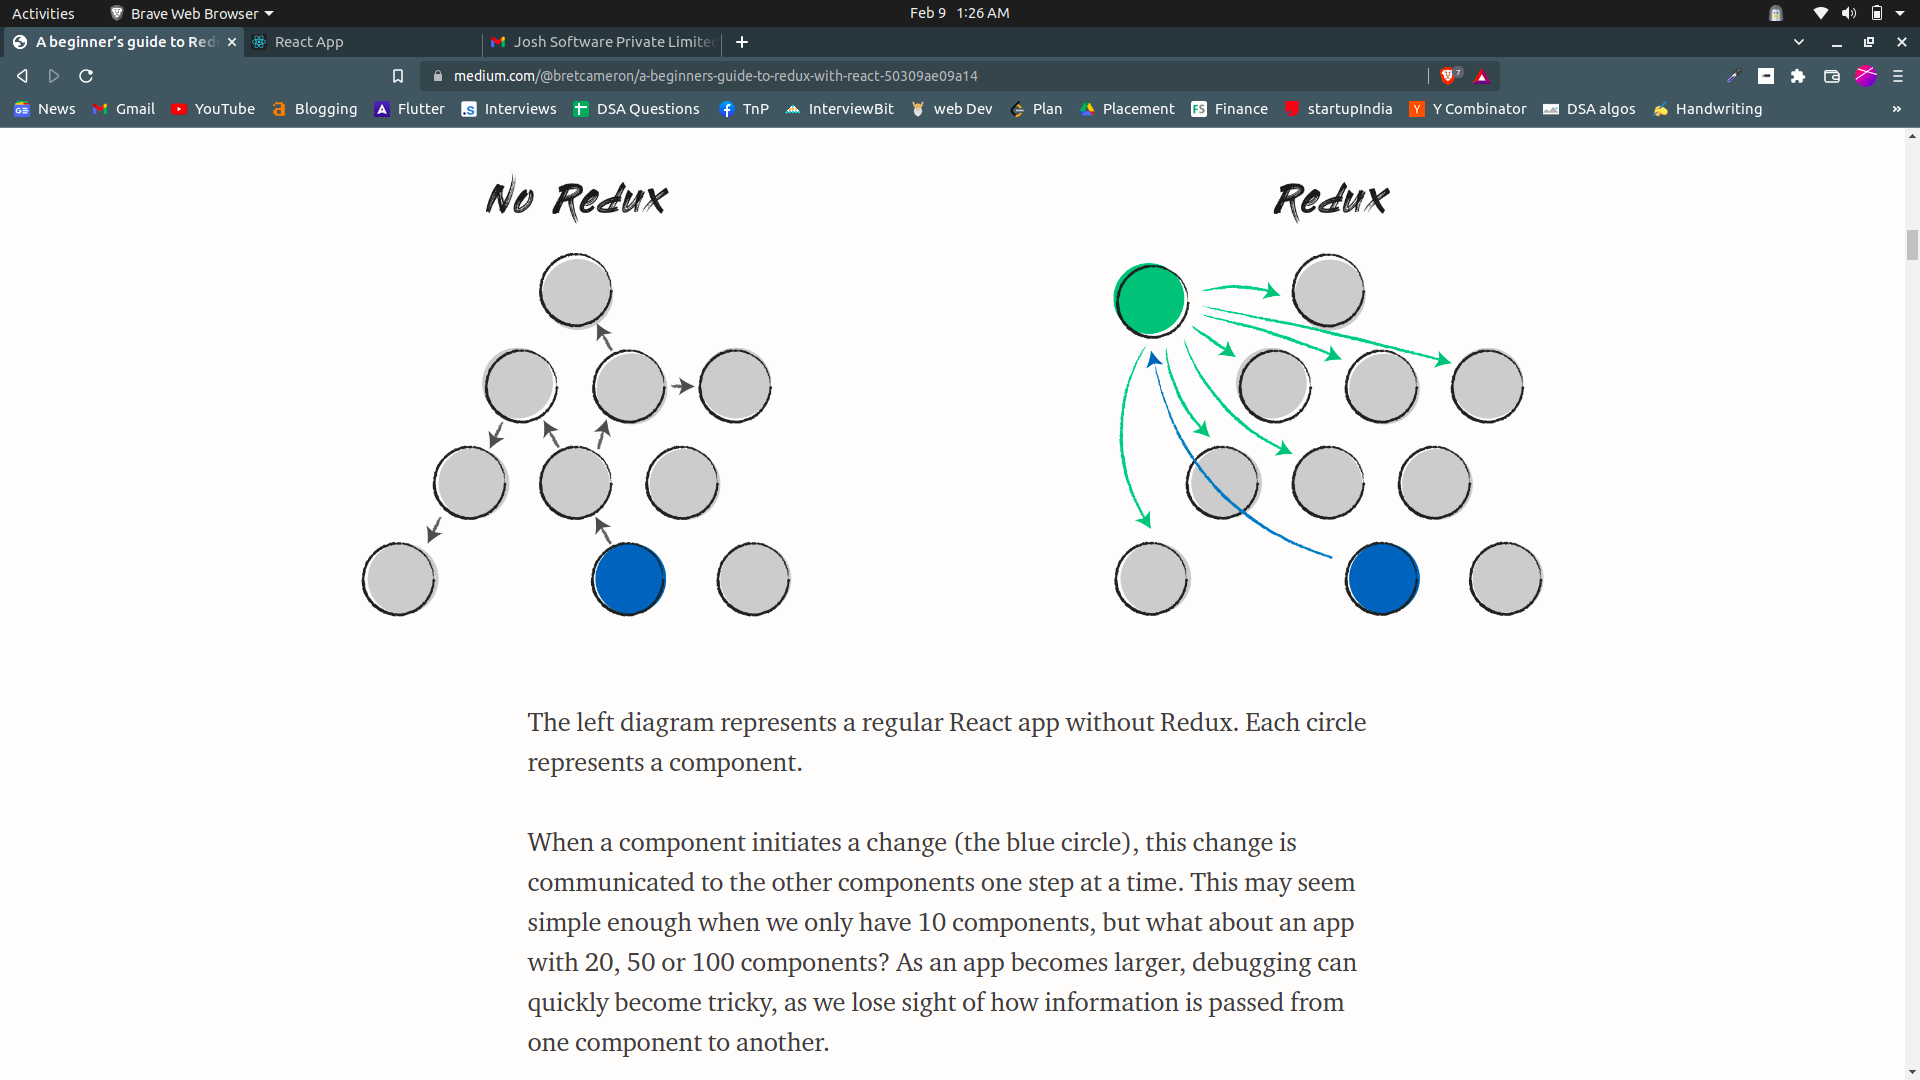 Activities
Brave Web Browser
Feb 9 1:26 AM
A beginner's guide to Red
React App
Josh Software Private Limite
medium.com/@bretcameron/a-beginners-guide-to-redux-with-react-50309ae09a14
7
News
Gmail
YouTube
Blogging
Flutter
Interviews
DSA Questions
TnP
InterviewBit
web Dev
Plan
Placement
Finance
startupIndia
Y Combinator
DSA algos
Handwriting
»
No Redux
Redux
The left diagram represents a regular React app without Redux. Each circle
represents a component.
When a component initiates a change (the blue circle), this change is
communicated to the other components one step at a time. This may seem
simple enough when we only have 10 components, but what about an app
with 20, 50 or 100 components? As an app becomes larger, debugging can
quickly become tricky, as we lose sight of how information is passed from
one component to another.